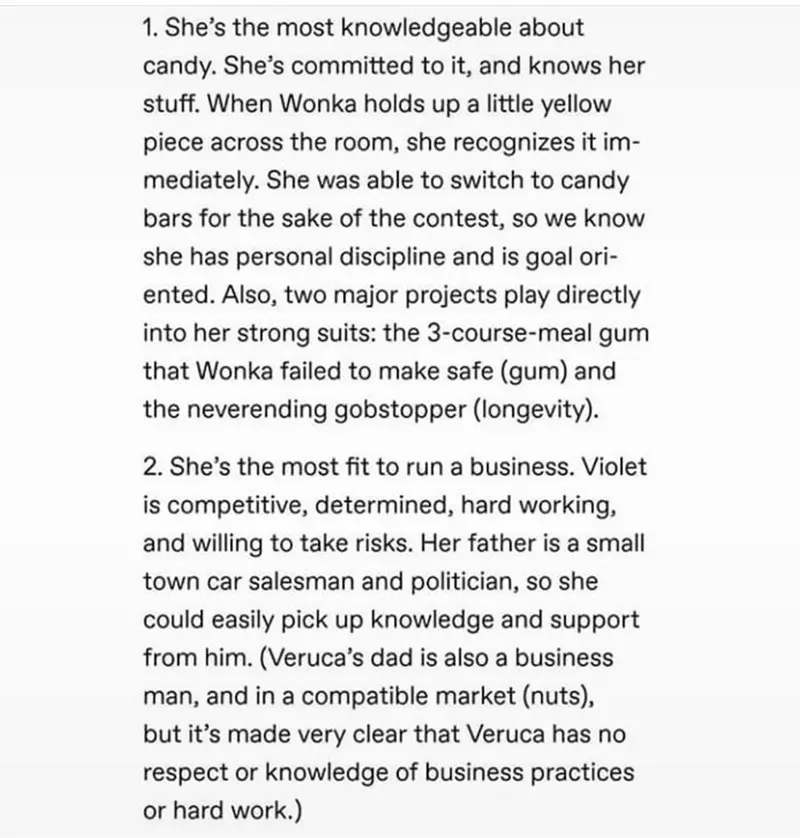 1. She’s the most knowledgeable about
candy. She’s committed to it, and knows her
stuff. When Wonka holds up a little yellow
piece across the room, she recognizes it im-
mediately. She was able to switch to candy
bars for the sake of the contest, so we know
she has personal discipline and is goal ori-
ented. Also, two major projects play directly
into her strong suits: the 3-course-meal gum
that Wonka failed to make safe (gum) and
the neverending gobstopper (longevity).
2. She’s the most fit to run a business. Violet
is competitive, determined, hard working,
and willing to take risks. Her father is a small
town car salesman and politician, so she
could easily pick up knowledge and support
from him. (Veruca’s dad is also a business
man, and in a compatible market (nuts),
but it’s made very clear that Veruca has no
respect or knowledge of business practices
or hard work.)